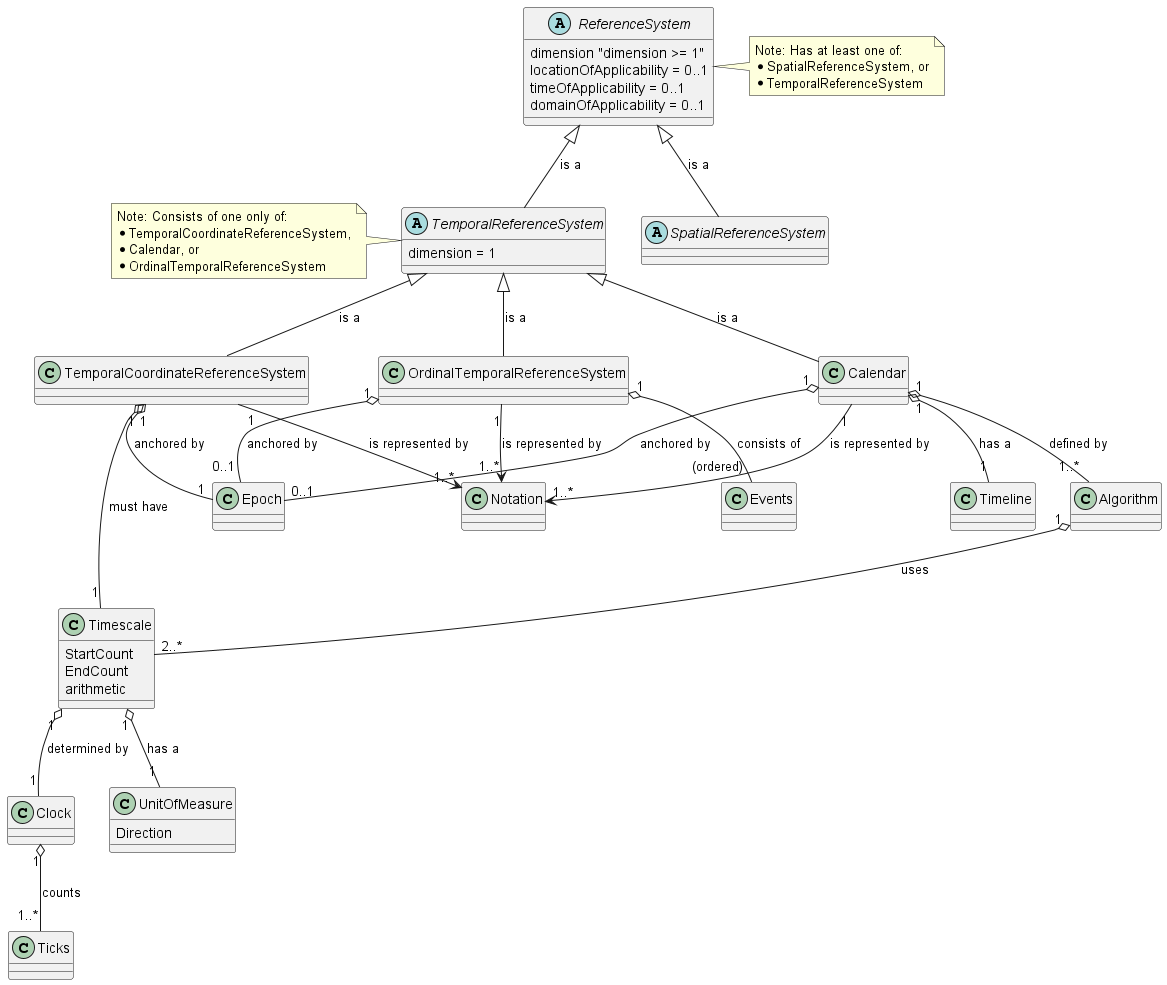 A ReferenceSystem
dimension "dimension >= 1"
locationOfApplicability = 0..1
timeOfApplicability = 0..1
domainOfApplicability = 0..1
Note: Has at least one of:
• SpatialReferenceSystem, or
• TemporalReferenceSystem
is a
is a
Note: Consists of one only of:
• TemporalCoordinateReferenceSystem,
• Calendar, or
• OrdinalTemporalReferenceSystem
A TemporalReferenceSystem
dimension = 1
A SpatialReferenceSystem
is a
is a
is a
C TemporalCoordinateReferenceSystem
C OrdinalTemporalReferenceSystem
C Calendar
1
1
1
1
1
1
1
1
1
1
anchored by
anchored by
is represented by
is represented by
anchored by
consists of
is represented by
has a
defined by
0..1
1..*
1..*
(ordered)
1
1..*
1
0..1
1..*
C Epoch
C Notation
C Events
C Timeline
C Algorithm
must have
1
uses
1
2..*
C Timescale
StartCount
EndCount
arithmetic
1
1
determined by
has a
1
1
C Clock
C UnitOfMeasure
Direction
1
counts
1..*
C Ticks